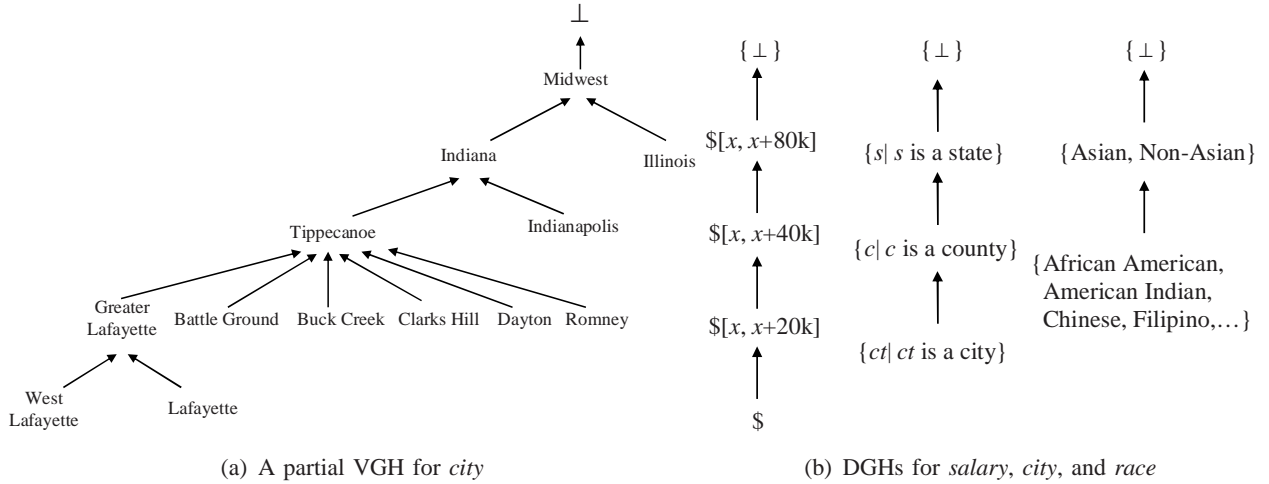 ⊥
Midwest
Indiana
Illinois
Tippecanoe
Indianapolis
Greater
Lafayette
Battle Ground
Buck Creek
Clarks Hill
Dayton
Romney
West
Lafayette
Lafayette
(a) A partial VGH for city
{⊥}
$[x, x+80k]
$[x, x+40k]
$[x, x+20k]
$
{⊥}
{s| s is a state}
{c| c is a county}
{ct| ct is a city}
{⊥}
{Asian, Non-Asian}
{African American,
American Indian,
Chinese, Filipino,…}
(b) DGHs for salary, city, and race